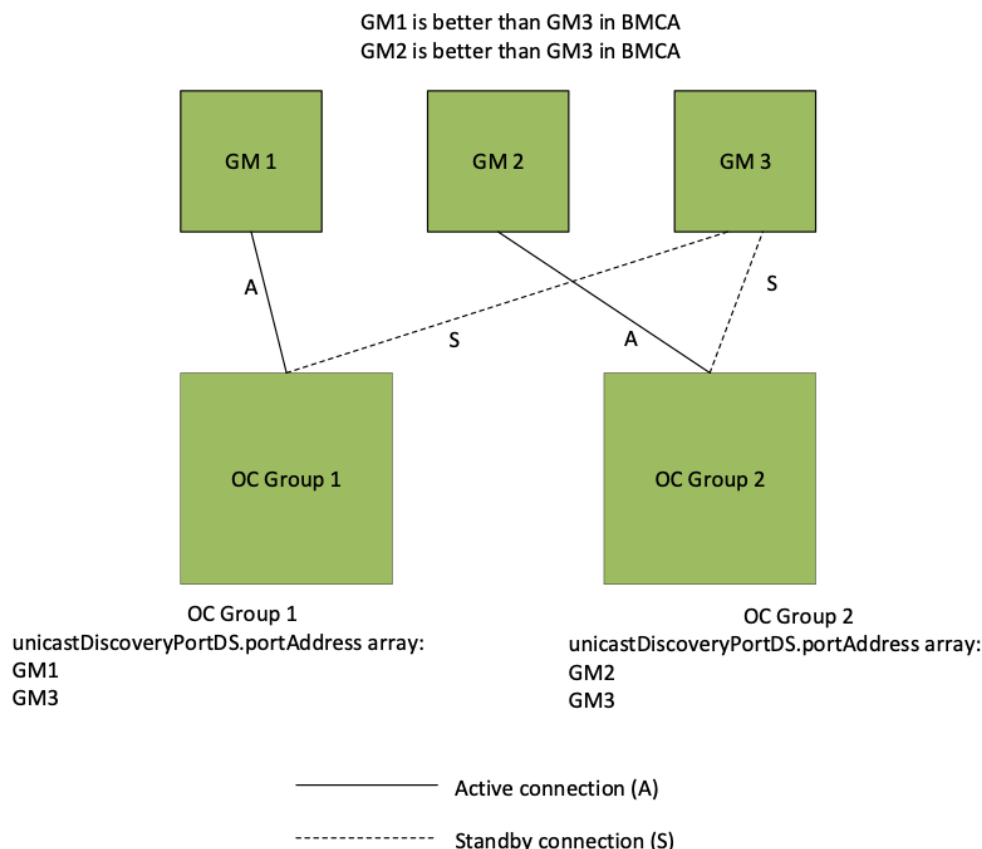 GM1 is better than GM3 in BMCA
GM2 is better than GM3 in BMCA
GM 1
GM 2
GM 3
A
S
S
A
OC Group 1
OC Group 2
OC Group 1
unicastDiscoveryPortDS.portAddress array:
GM1
GM3
OC Group 2
unicastDiscoveryPortDS.portAddress array:
GM2
GM3
Active connection (A)
Standby connection (S)